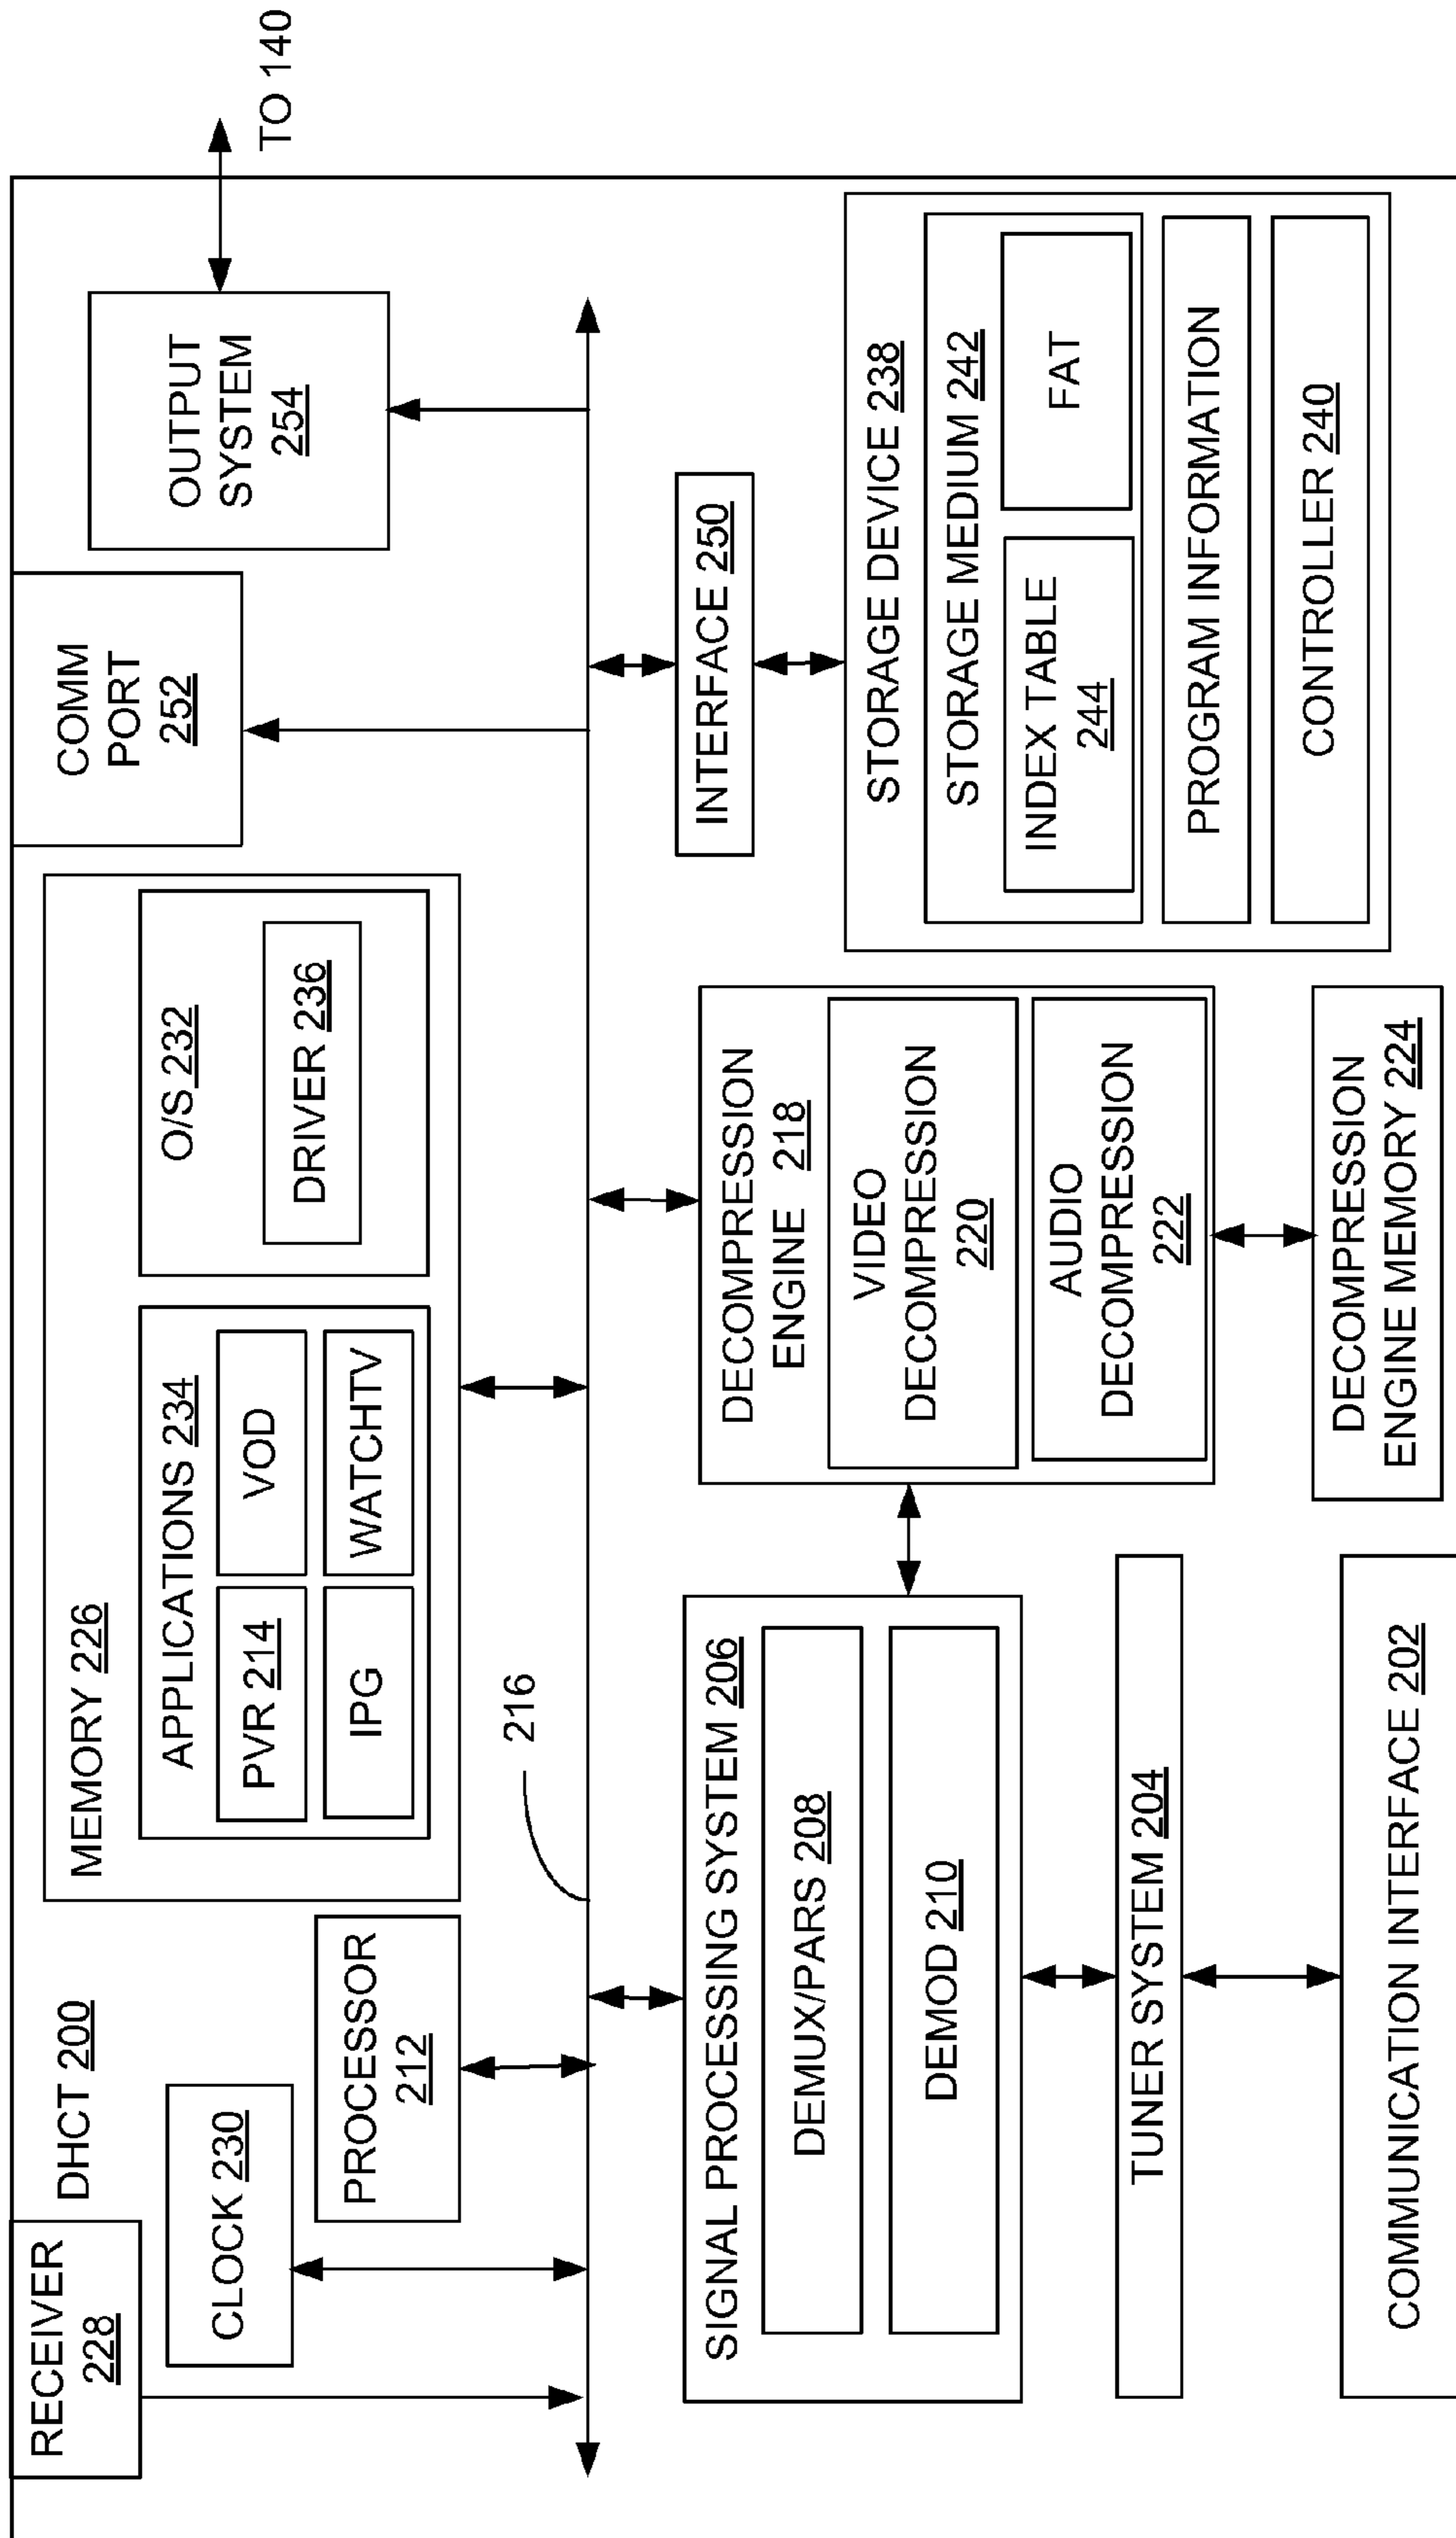 RECEIVER
228
DHCT 200
CLOCK 230
PROCESSOR
212
MEMORY 226
APPLICATIONS 234
PVR 214
VOD
IPG
WATCHTV
O/S 232
DRIVER 236
COMM
PORT
252
OUTPUT
SYSTEM
254
TO 140
216
SIGNAL PROCESSING SYSTEM 206
DEMUX/PARS 208
DEMOD 210
TUNER SYSTEM 204
COMMUNICATION INTERFACE 202
DECOMPRESSION
ENGINE 218
VIDEO
DECOMPRESSION
220
AUDIO
DECOMPRESSION
222
DECOMPRESSION
ENGINE MEMORY 224
INTERFACE 250
STORAGE DEVICE 238
STORAGE MEDIUM 242
INDEX TABLE
244
FAT
PROGRAM INFORMATION
CONTROLLER 240